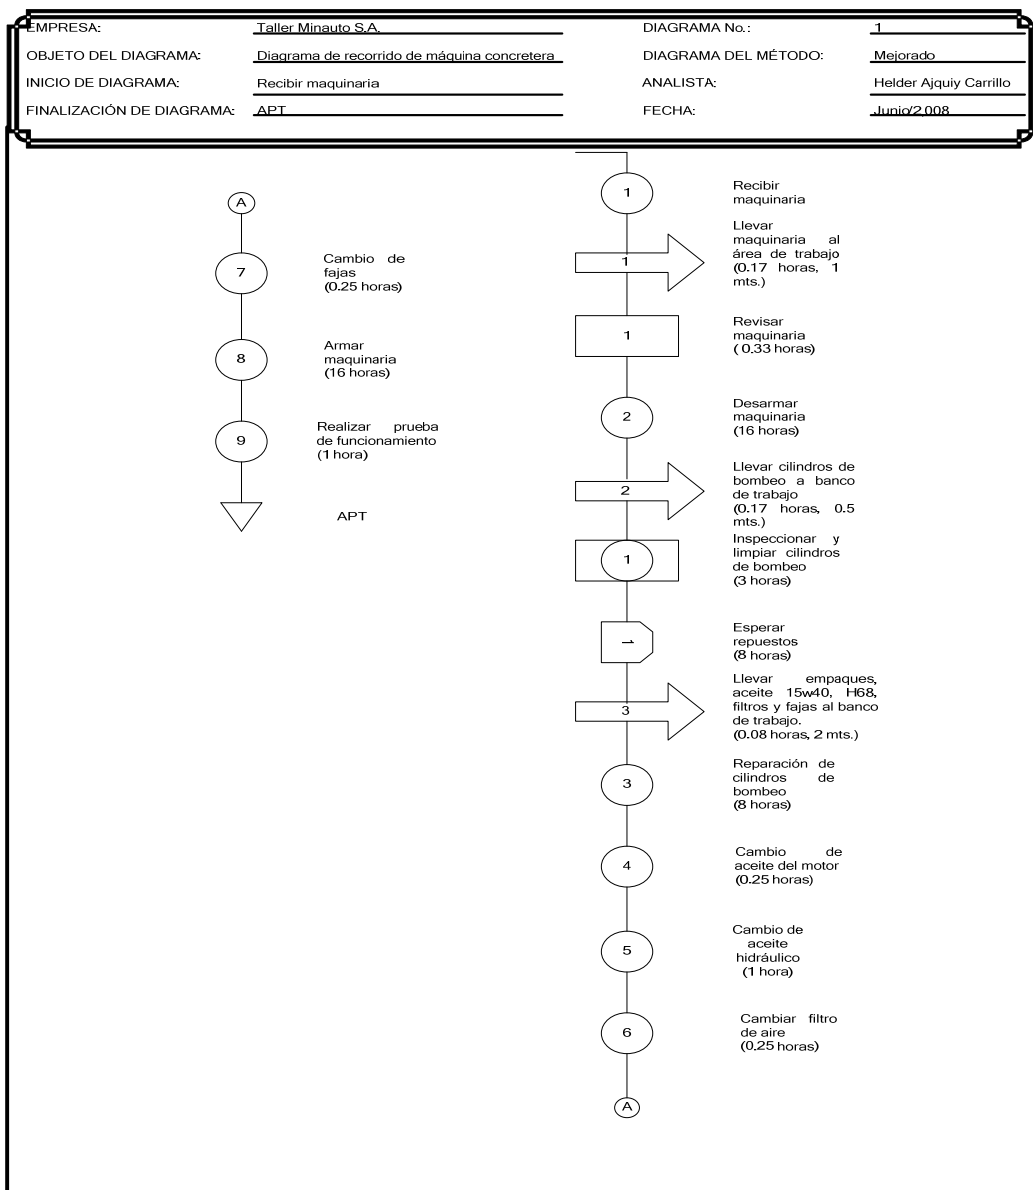 EMPRESA: Taller Minauto S.A. DIAGRAMA No.: 1
OBJETO DEL DIAGRAMA: Diagrama de recorrido de máquina concretera DIAGRAMA DEL MÉTODO: Mejorado
INICIO DE DIAGRAMA: Recibir maquinaria ANALISTA: Helder Ajquiy Carrillo
FINALIZACIÓN DE DIAGRAMA: APT FECHA: Junio/2,008
1
Recibir
maquinaria
1
Llevar
maquinaria al
área de trabajo
(0.17 horas, 1
mts.)
1
Revisar
maquinaria
( 0.33 horas)
2
Desarmar
maquinaria
(16 horas)
2
Llevar cilindros de
bombeo a banco
de trabajo
(0.17 horas, 0.5
mts.)
1
Inspeccionar y
limpiar cilindros
de bombeo
(3 horas)
1
Esperar
repuestos
(8 horas)
3
Llevar empaques,
aceite 15w40, H68,
filtros y fajas al banco
de trabajo.
(0.08 horas, 2 mts.)
3
Reparación de
cilindros de
bombeo
(8 horas)
4
Cambio de
aceite del motor
(0.25 horas)
5
Cambio de
aceite
hidráulico
(1 hora)
6
Cambiar filtro
de aire
(0.25 horas)
A
A
7
Cambio de
fajas
(0.25 horas)
8
Armar
maquinaria
(16 horas)
9
Realizar prueba
de funcionamiento
(1 hora)
APT